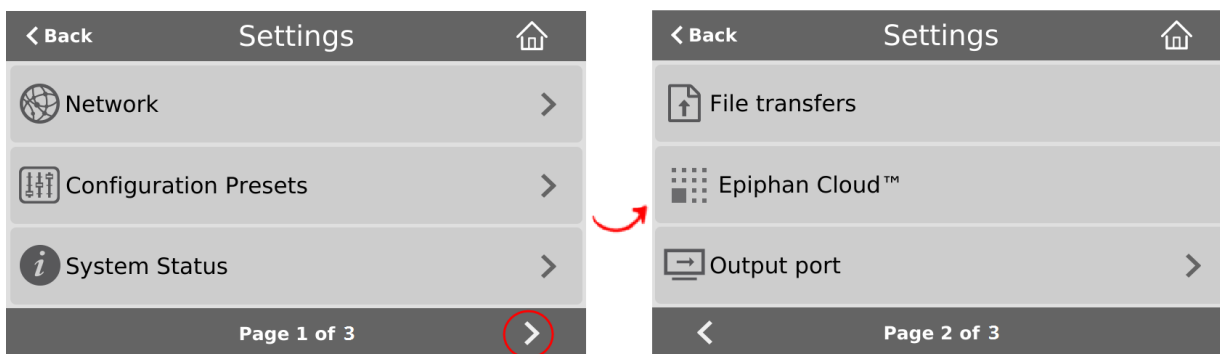 Back Settings
Network
Configuration Presets
System Status
Page 1 of 3
Back Settings
File transfers
Epiphan Cloud™
Output port
Page 2 of 3